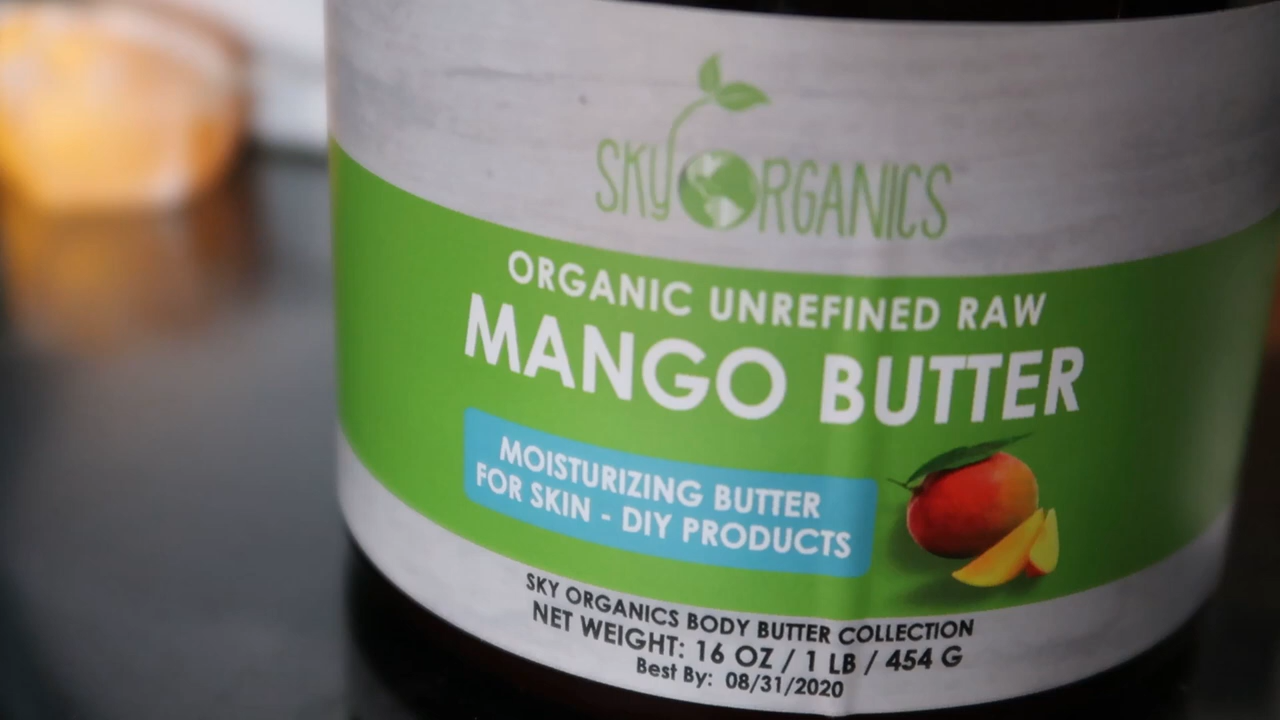 SKY ORGANICS
ORGANIC UNREFINED RAW
MANGO BUTTER
MOISTURIZING BUTTER
FOR SKIN - DIY PRODUCTS
SKY ORGANICS BODY BUTTER COLLECTION
NET WEIGHT: 16 OZ / 1 LB / 454 G
Best By: 08/31/2020